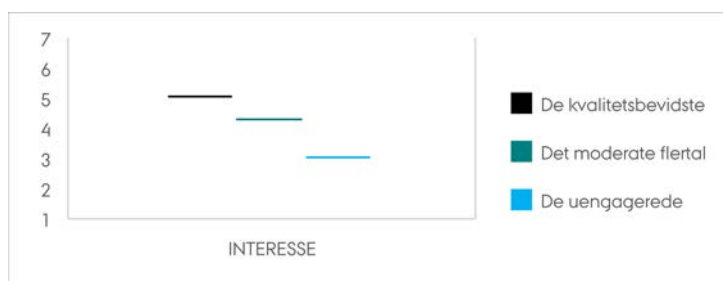 7
6
5
4
3
2
1
INTERESSE
De kvalitetsbevidste
Det moderate flertal
De uengagerede